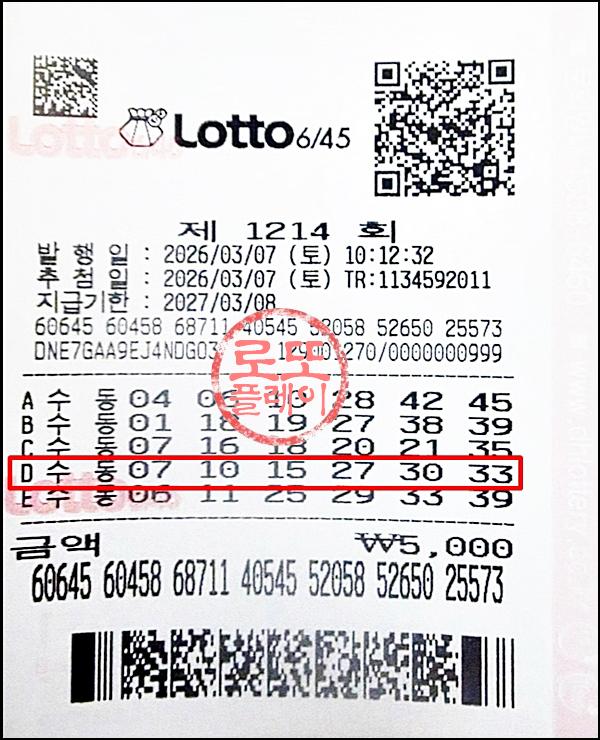 Lotto 6/45
제 1214 회
발 행 일 : 2026/03/07 (토) 10:12:32
추 첨 일 : 2026/03/07 (토) TR:1134592011
지급기한 : 2027/03/08
60645 60458 68711 40545 52058 52650 25573
/0000000999
로또
플레이
A 수 동 04 06 10 28 42 45
B 수 동 01 18 19 27 38 39
C 수 동 07 16 18 20 21 35
D 수 동 07 10 15 27 30 33
E 수 동 06 11 25 29 33 39
금액 ₩5,000
60645 60458 68711 40545 52058 52650 25573